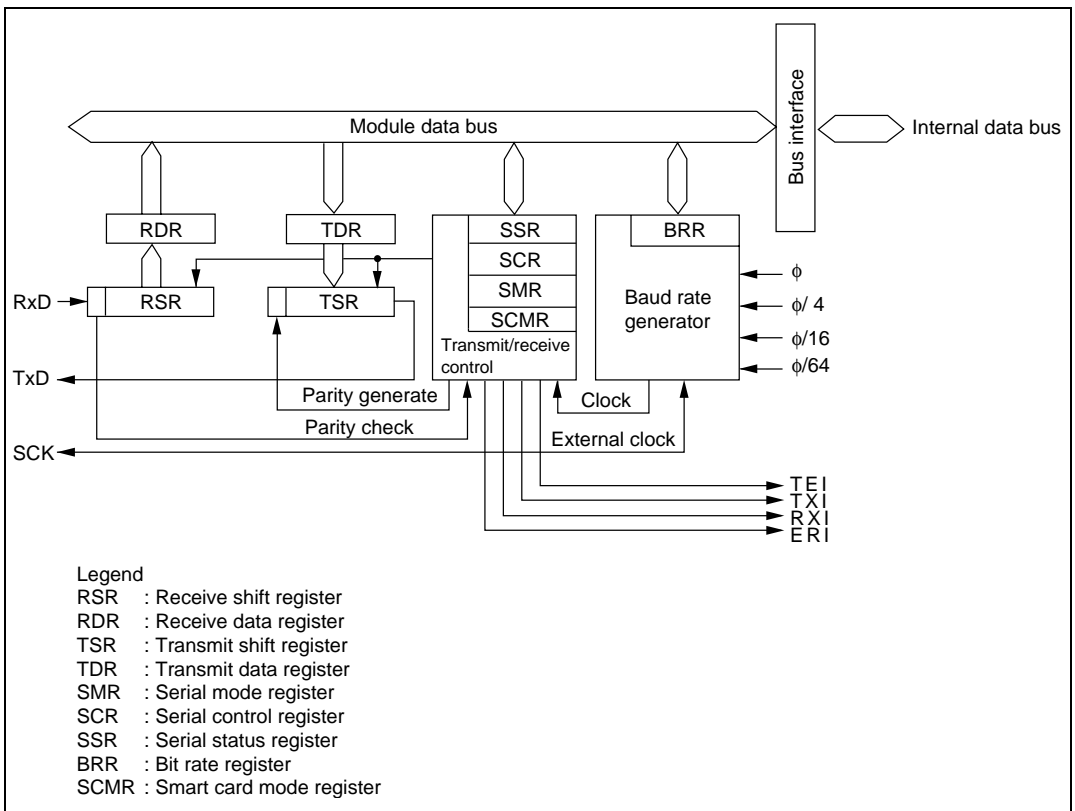 Bus interface
Module data bus
Internal data bus
RDR
TDR
SSR
SCR
SMR
SCMR
Transmit/receive
control
BRR
Baud rate
generator
ϕ
ϕ/ 4
ϕ/16
ϕ/64
RxD
RSR
TSR
TxD
Parity generate
Parity check
Clock
External clock
SCK
TEI
TXI
RXI
ERI
Legend
RSR : Receive shift register
RDR : Receive data register
TSR : Transmit shift register
TDR : Transmit data register
SMR : Serial mode register
SCR : Serial control register
SSR : Serial status register
BRR : Bit rate register
SCMR : Smart card mode register